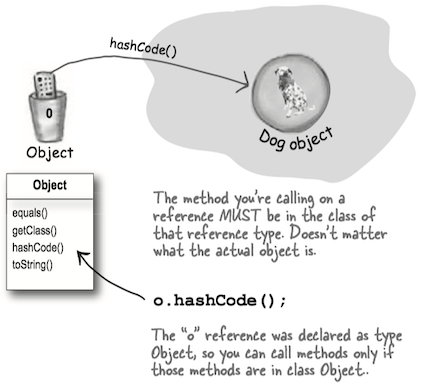 hashCode()
o
Object
Dog object
Object
equals()
getClass()
hashCode()
toString()
The method you're calling on a
reference MUST be in the class of
that reference type. Doesn't matter
what the actual object is.
o.hashCode();
The "o" reference was declared as type
Object, so you can call methods only if
those methods are in class Object.